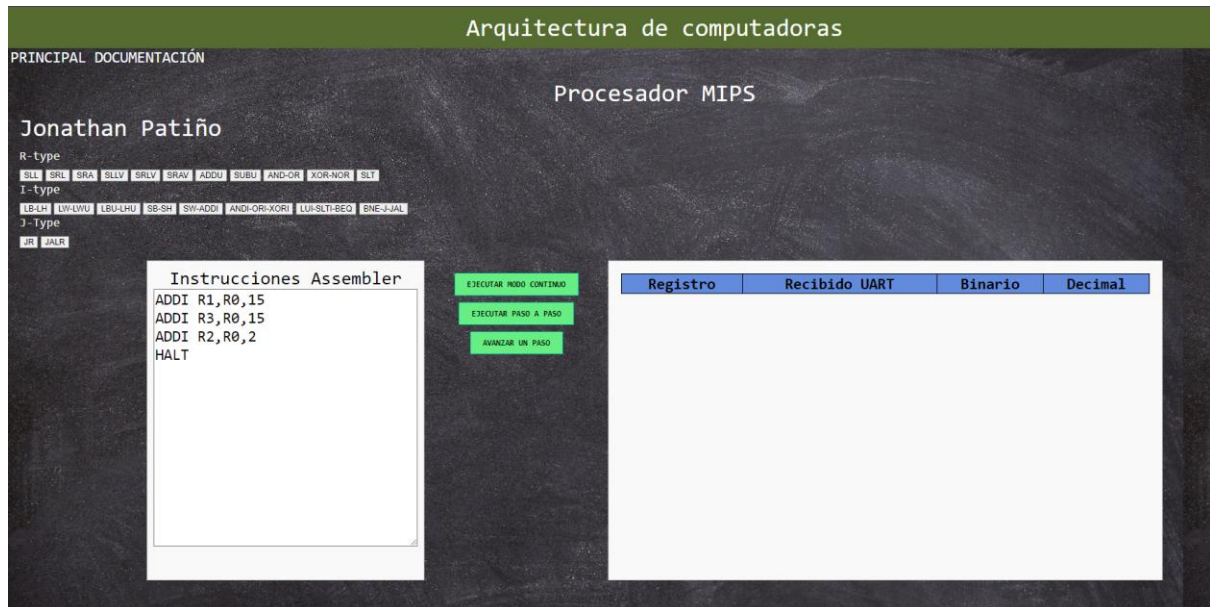 Arquitectura de computadoras
PRINCIPAL DOCUMENTACIÓN
Procesador MIPS
Jonathan Patiño
R-type
SLL SRL SRA SLLV SRLV SRAV ADDU SUBU AND-OR XOR-NOR SLT
I-type
LB-LH LW-LWU LBU-LHU SB-SH SW-ADDI ANDI-ORI-XORI LUI-SLTI-BEQ BNE-J-JAL
J-Type
JR JALR
Instrucciones Assembler
ADDI R1,R0,15
ADDI R3,R0,15
ADDI R2,R0,2
HALT
EJECUTAR MODO CONTINUO
EJECUTAR PASO A PASO
AVANZAR UN PASO
Registro Recibido UART Binario Decimal